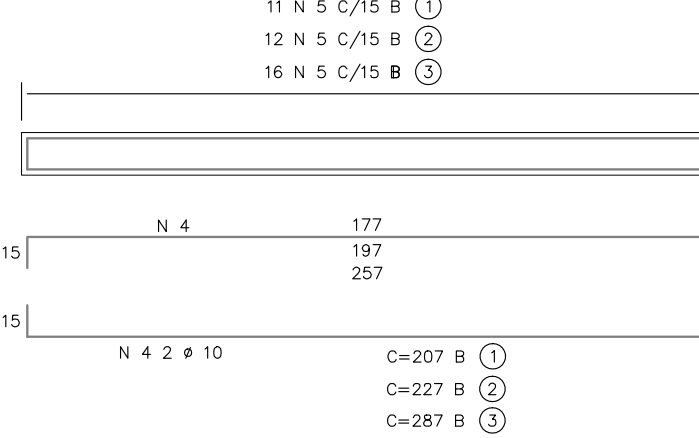 11 N 5 C/15 B 1
12 N 5 C/15 B 2
16 N 5 C/15 B 3
N 4 177
15 197
257
15
N 4 2 ø 10 C=207 B 1
C=227 B 2
C=287 B 3